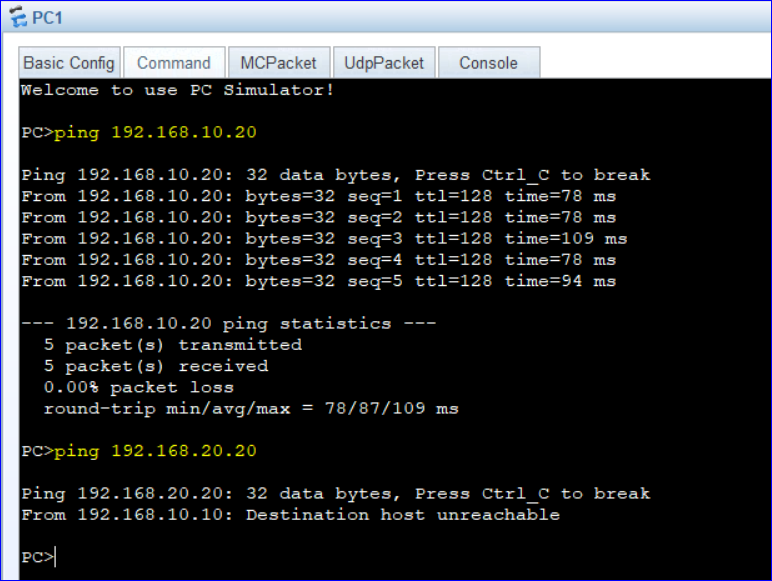 PC1
Basic Config Command MCPacket UdpPacket Console
Welcome to use PC Simulator!
PC>ping 192.168.10.20
Ping 192.168.10.20: 32 data bytes, Press Ctrl_C to break
From 192.168.10.20: bytes=32 seq=1 ttl=128 time=78 ms
From 192.168.10.20: bytes=32 seq=2 ttl=128 time=78 ms
From 192.168.10.20: bytes=32 seq=3 ttl=128 time=109 ms
From 192.168.10.20: bytes=32 seq=4 ttl=128 time=78 ms
From 192.168.10.20: bytes=32 seq=5 ttl=128 time=94 ms
--- 192.168.10.20 ping statistics ---
5 packet(s) transmitted
5 packet(s) received
0.00% packet loss
round-trip min/avg/max = 78/87/109 ms
PC>ping 192.168.20.20
Ping 192.168.20.20: 32 data bytes, Press Ctrl_C to break
From 192.168.10.10: Destination host unreachable
PC>